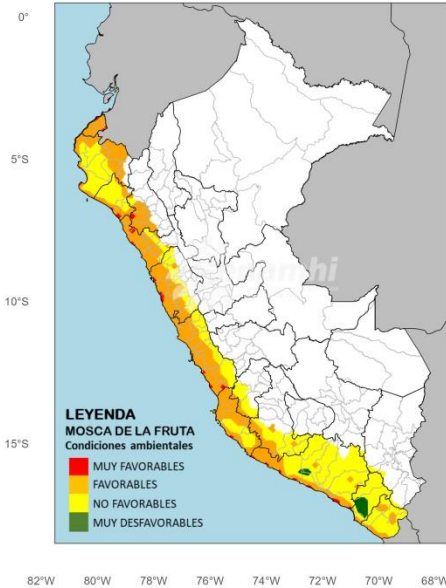 0°
5°S
10°S
15°S
LEYENDA
MOSCA DE LA FRUTA
Condiciones ambientales
MUY FAVORABLES
FAVORABLES
NO FAVORABLES
MUY DESFAVORABLES
82°W 80°W 78°W 76°W 74°W 72°W 70°W 68°W